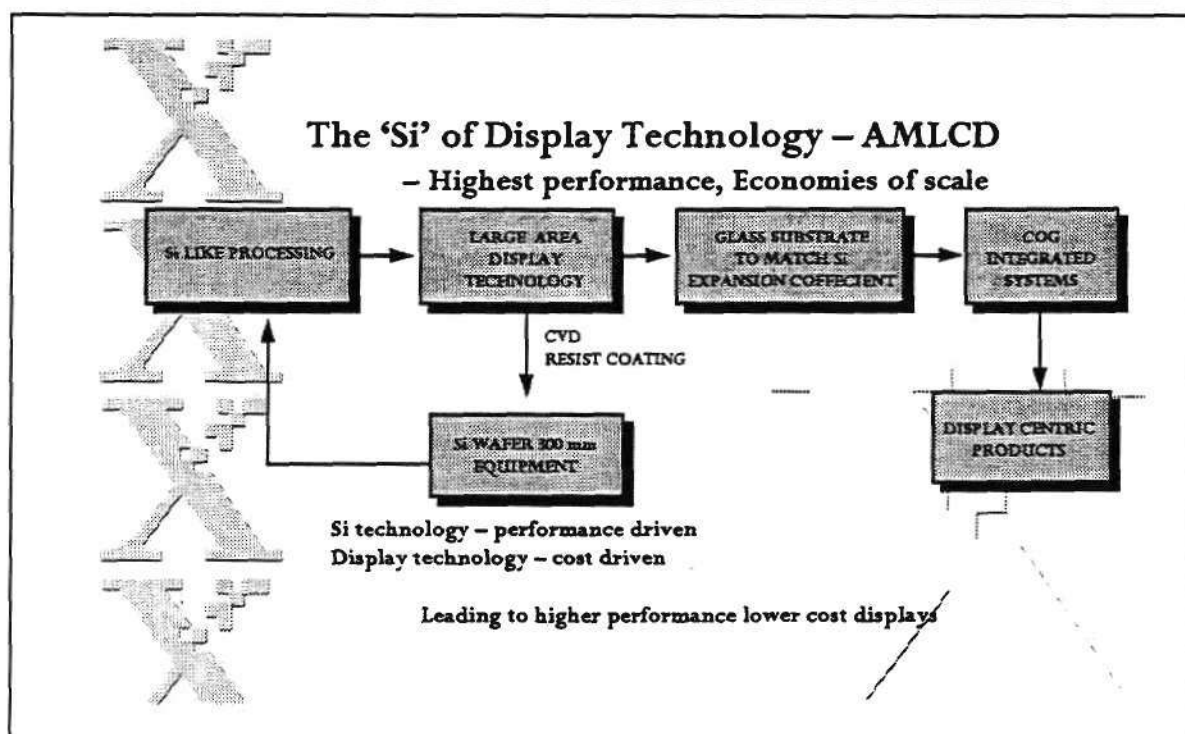 The ‘Si’ of Display Technology – AMLCD
– Highest performance, Economies of scale
Si LIKE PROCESSING
LARGE AREA
DISPLAY
TECHNOLOGY
GLASS SUBSTRATE
TO MATCH Si
EXPANSION COFFECIENT
COG
INTEGRATED
SYSTEMS
CVD
RESIST COATING
Si WAFER 300 mm
EQUIPMENT
DISPLAY CENTRIC
PRODUCTS
Si technology – performance driven
Display technology – cost driven
Leading to higher performance lower cost displays